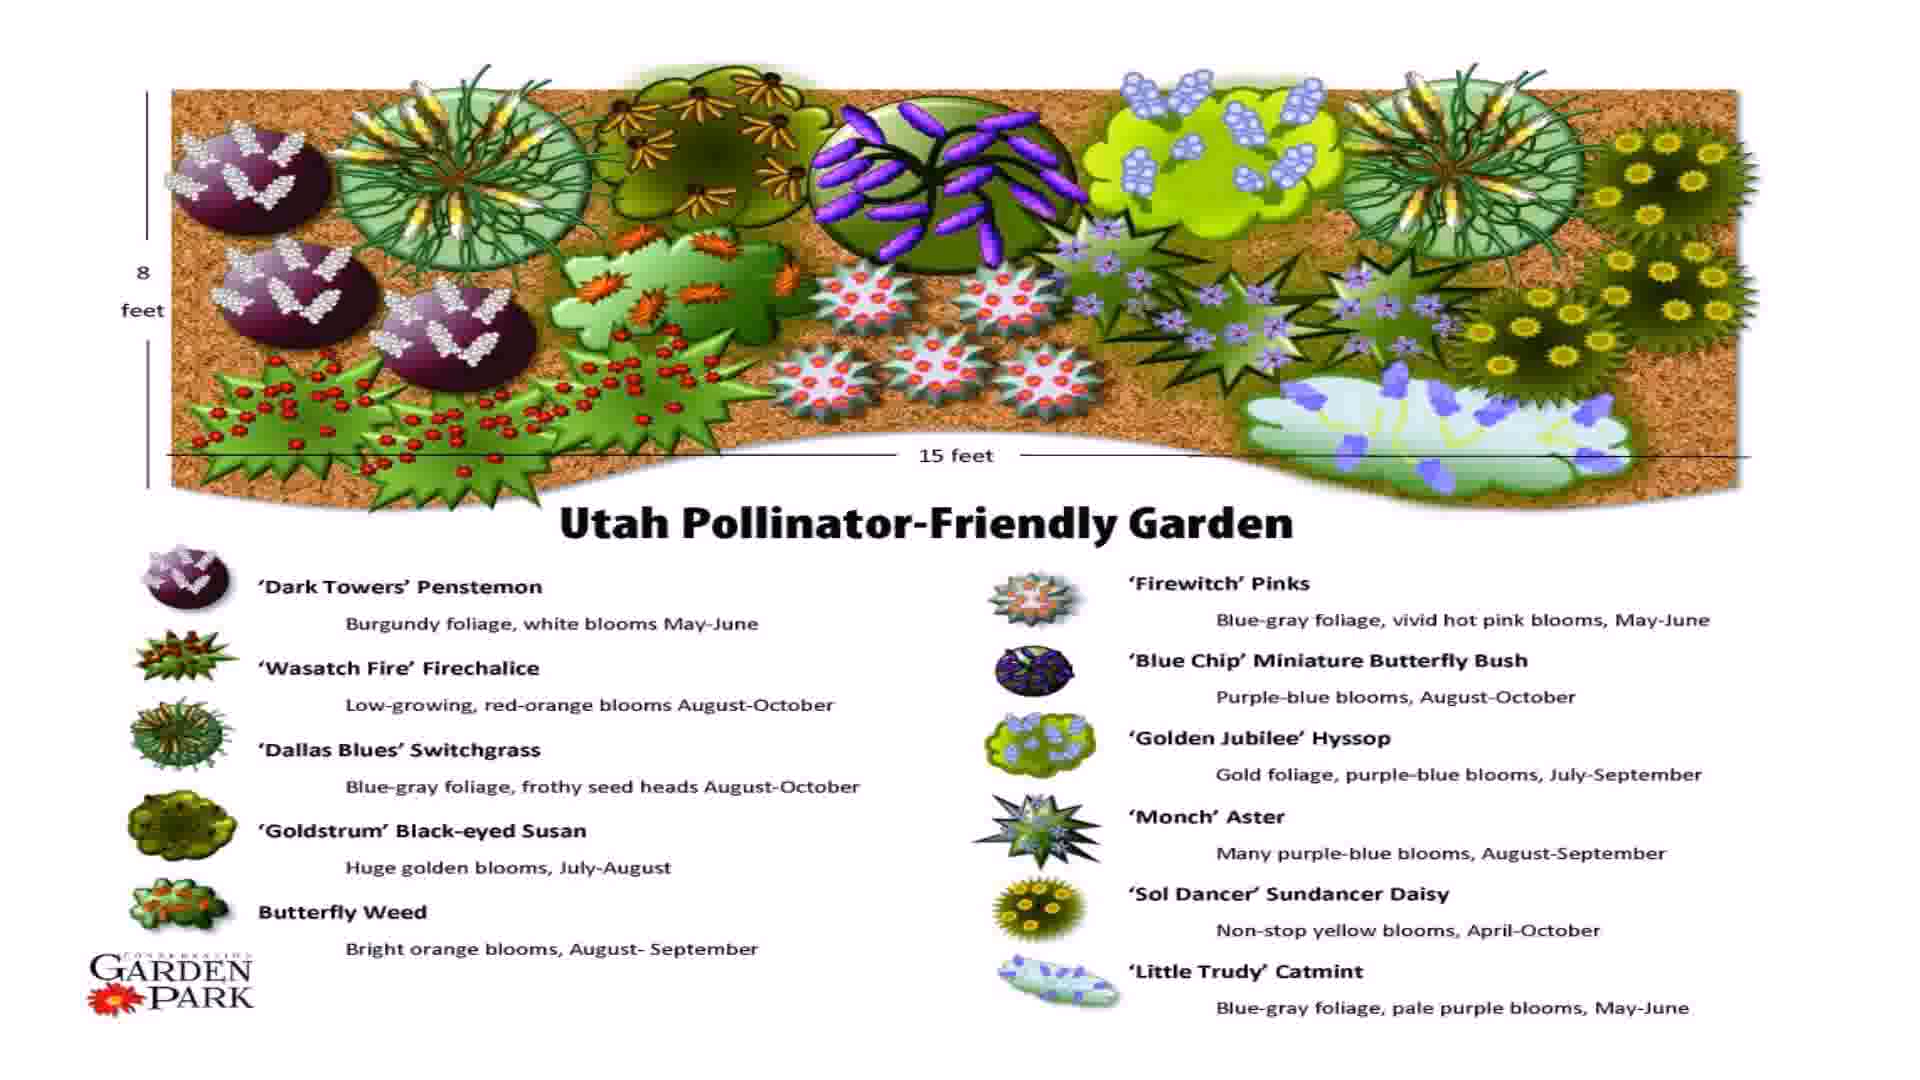 8
feet
15 feet
Utah Pollinator-Friendly Garden
‘Dark Towers’ Penstemon
Burgundy foliage, white blooms May-June
‘Wasatch Fire’ Firechalice
Low-growing, red-orange blooms August-October
‘Dallas Blues’ Switchgrass
Blue-gray foliage, frothy seed heads August-October
‘Goldstrum’ Black-eyed Susan
Huge golden blooms, July-August
Butterfly Weed
Bright orange blooms, August- September
‘Firewitch’ Pinks
Blue-gray foliage, vivid hot pink blooms, May-June
‘Blue Chip’ Miniature Butterfly Bush
Purple-blue blooms, August-October
‘Golden Jubilee’ Hyssop
Gold foliage, purple-blue blooms, July-September
‘Monch’ Aster
Many purple-blue blooms, August-September
‘Sol Dancer’ Sundancer Daisy
Non-stop yellow blooms, April-October
‘Little Trudy’ Catmint
Blue-gray foliage, pale purple blooms, May-June
GARDEN
PARK